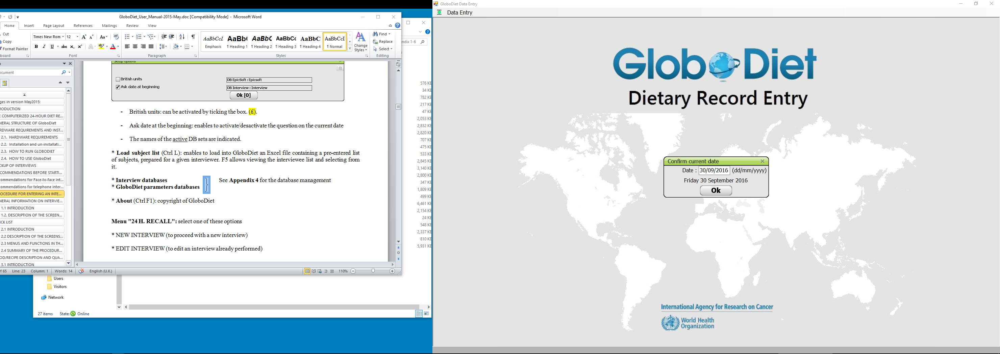 GloboDiet_User_Manual-2015-May.doc [Compatibility Mode] - Microsoft Word
Home Insert Page Layout References Mailings Review View
Cut
Copy
Format Painter
Times New Rom 12
Font
Paragraph
AaBbCcI AaBb( AaBbC AaBbCc AaBbC AaBbCcI
Emphasis ¶ Heading 1 ¶ Heading 2 ¶ Heading 3 ¶ Heading 4 ¶ Normal
Change Styles
Styles
Find
Replace
Select
Editing
ndix 1-6
ocument
ges in version May2015:
RODUCTION
E COMPUTERIZED 24-HOUR DIET RE...
NERAL STRUCTURE OF GloboDiet
RDWARE REQUIREMENTS AND INST...
2.1. HARDWARE REQUIREMENTS
2.2. Installation and un-installati...
2.3. HOW TO RUN GLOBODIET
2.4. HOW TO USE GloboDiet
CKUP OF INTERVIEWS
COMMENDATIONS BEFORE STARTI...
commendations for Face-to-face int...
commendations for telephone inter...
OCEDURE FOR ENTERING AN INTE...
NERAL INFORMATION ON INTERVIE...
1.1 INTRODUCTION
1.2. DESCRIPTION OF THE SCREEN...
ICK LIST
2.1 INTRODUCTION
2.2 DESCRIPTION OF THE SCREENS...
2.3 MENUS AND FUNCTIONS IN TH...
2.4 SUMMARY OF THE PROCEDUR...
OD/RECIPE DESCRIPTION AND QUA...
3.1 INTRODUCTION
Setup options
British units
Ask date at beginning
DB EpicSoft : Epicsoft
DB Interview : Interview
Ok [O]
- British units: can be activated by ticking the box. (£).
- Ask date at the beginning: enables to activate/desactivate the question on the current date
- The names of the active DB sets are indicated.
* Load subject list (Ctrl L): enables to load into GloboDiet an Excel file containing a pre-entered list
of subjects, prepared for a given interviewer. F5 allows viewing the interviewee list and selecting from
it.
* Interview databases
* GloboDiet parameters databases
See Appendix 4 for the database management
* About (Ctrl F1): copyright of GloboDiet
Menu "24 H. RECALL": select one of these options
* NEW INTERVIEW (to proceed with a new interview)
* EDIT INTERVIEW (to edit an interview already performed)
of 65 Line: 23 Column: 1 Words: 14 English (U.K.) 110%
576 KB
34 KB
782 KB
217 KB
47 KB
2,053 KB
2,832 KB
2,820 KB
707 KB
475 KB
533 KB
2,845 KB
3,140 KB
2,800 KB
347 KB
1,809 KB
499 KB
6,461 KB
2,154 KB
24 KB
548 KB
2,337 KB
810 KB
5,931 KB
Users
Visitors
Network
27 items State: Online
GloboDiet Data Entry
Data Entry
GloboDiet
Dietary Record Entry
Confirm current date
Date : 30/09/2016 (dd/mm/yyyy)
Friday 30 September 2016
Ok
International Agency for Research on Cancer
World Health
Organization